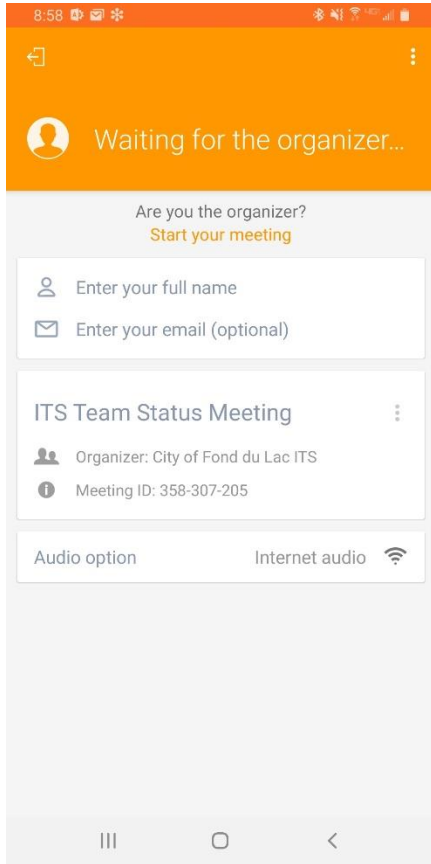 8:58
Waiting for the organizer...
Are you the organizer?
Start your meeting
Enter your full name
Enter your email (optional)
ITS Team Status Meeting
Organizer: City of Fond du Lac ITS
Meeting ID: 358-307-205
Audio option Internet audio